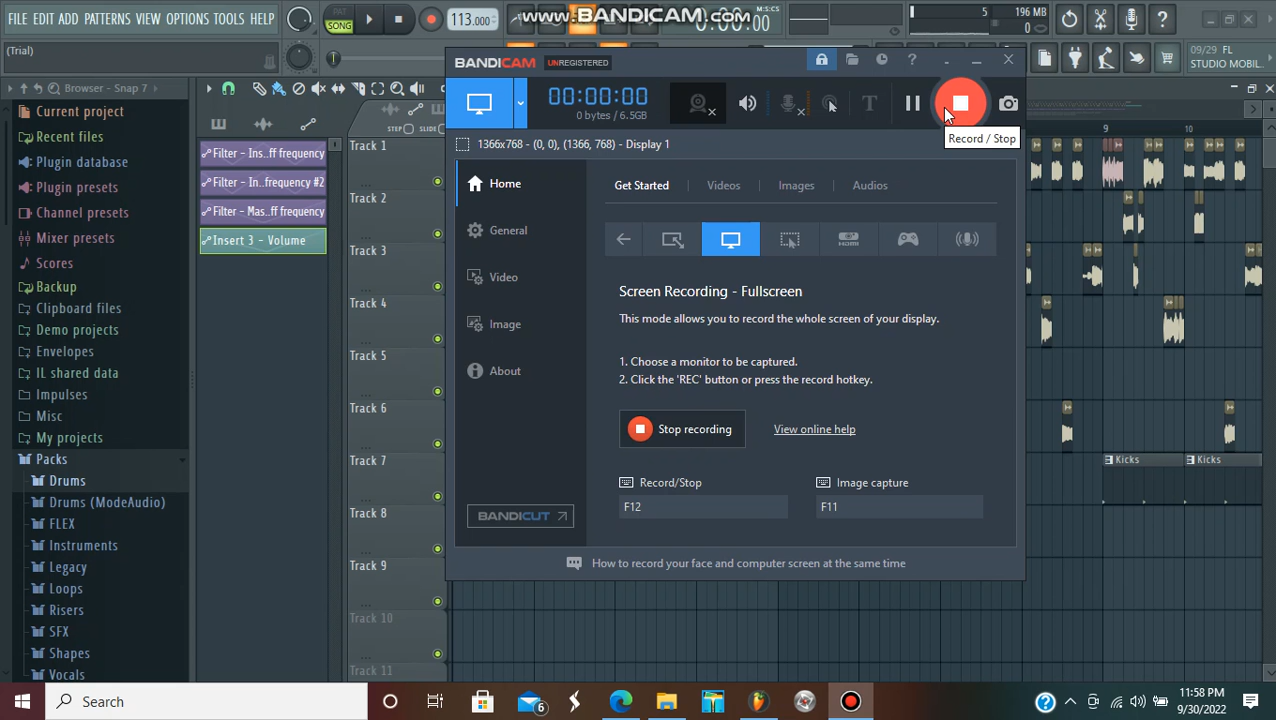 FILE EDIT ADD PATTERNS VIEW OPTIONS TOOLS HELP
PAT
SONG
113.000
www.BANDICAM.com
0:00:00
M:S:CS
5
196 MB
0
(Trial)
09/29 FL
STUDIO MOBIL..
Browser - Snap 7
Current project
Recent files
Plugin database
Plugin presets
Channel presets
Mixer presets
Scores
Backup
Clipboard files
Demo projects
Envelopes
IL shared data
Impulses
Misc
My projects
Packs
Drums
Drums (ModeAudio)
FLEX
Instruments
Legacy
Loops
Risers
SFX
Shapes
Vocals
Filter - Ins..ff frequency
Filter - In..frequency #2
Filter - Mas..ff frequency
Insert 3 - Volume
STEP
SLIDE
Track 1
Track 2
Track 3
Track 4
Track 5
Track 6
Track 7
Track 8
Track 9
Track 10
Track 11
9
10
Kicks
Kicks
BANDICAM UNREGISTERED
00:00:00
0 bytes / 6.5GB
Record / Stop
1366x768 - (0, 0), (1366, 768) - Display 1
Home
General
Video
Image
About
BANDICUT
Get Started
Videos
Images
Audios
HDMI
Screen Recording - Fullscreen
This mode allows you to record the whole screen of your display.
1. Choose a monitor to be captured.
2. Click the 'REC' button or press the record hotkey.
Stop recording
View online help
Record/Stop
F12
Image capture
F11
How to record your face and computer screen at the same time
Search
6
11:58 PM
9/30/2022